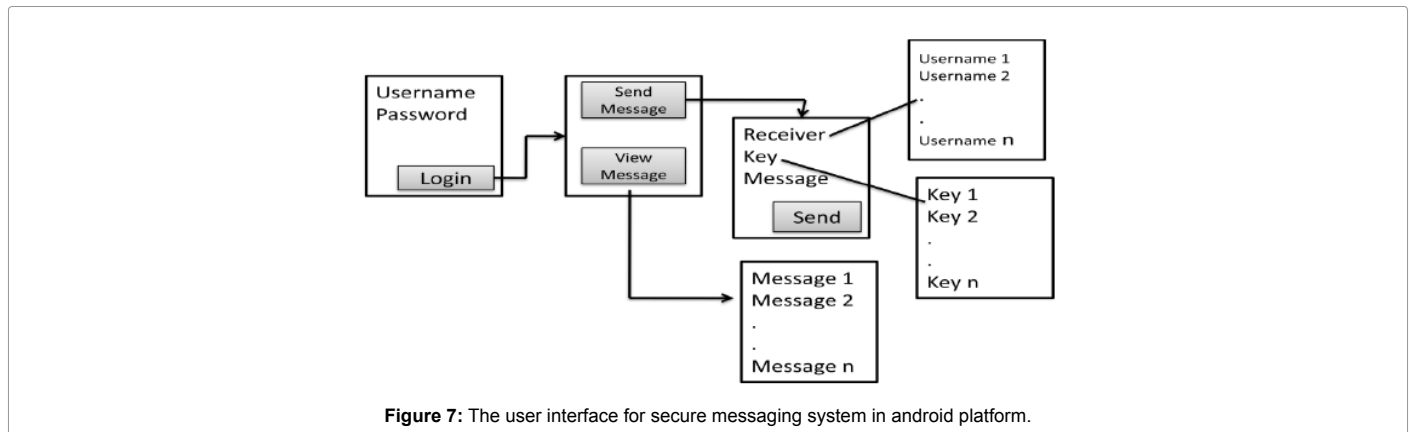 Username
Password
Login
Send
Message
View
Message
Receiver
Key
Message
Send
Username 1
Username 2
.
.
Username n
Key 1
Key 2
.
.
Key n
Message 1
Message 2
.
.
Message n
Figure 7: The user interface for secure messaging system in android platform.